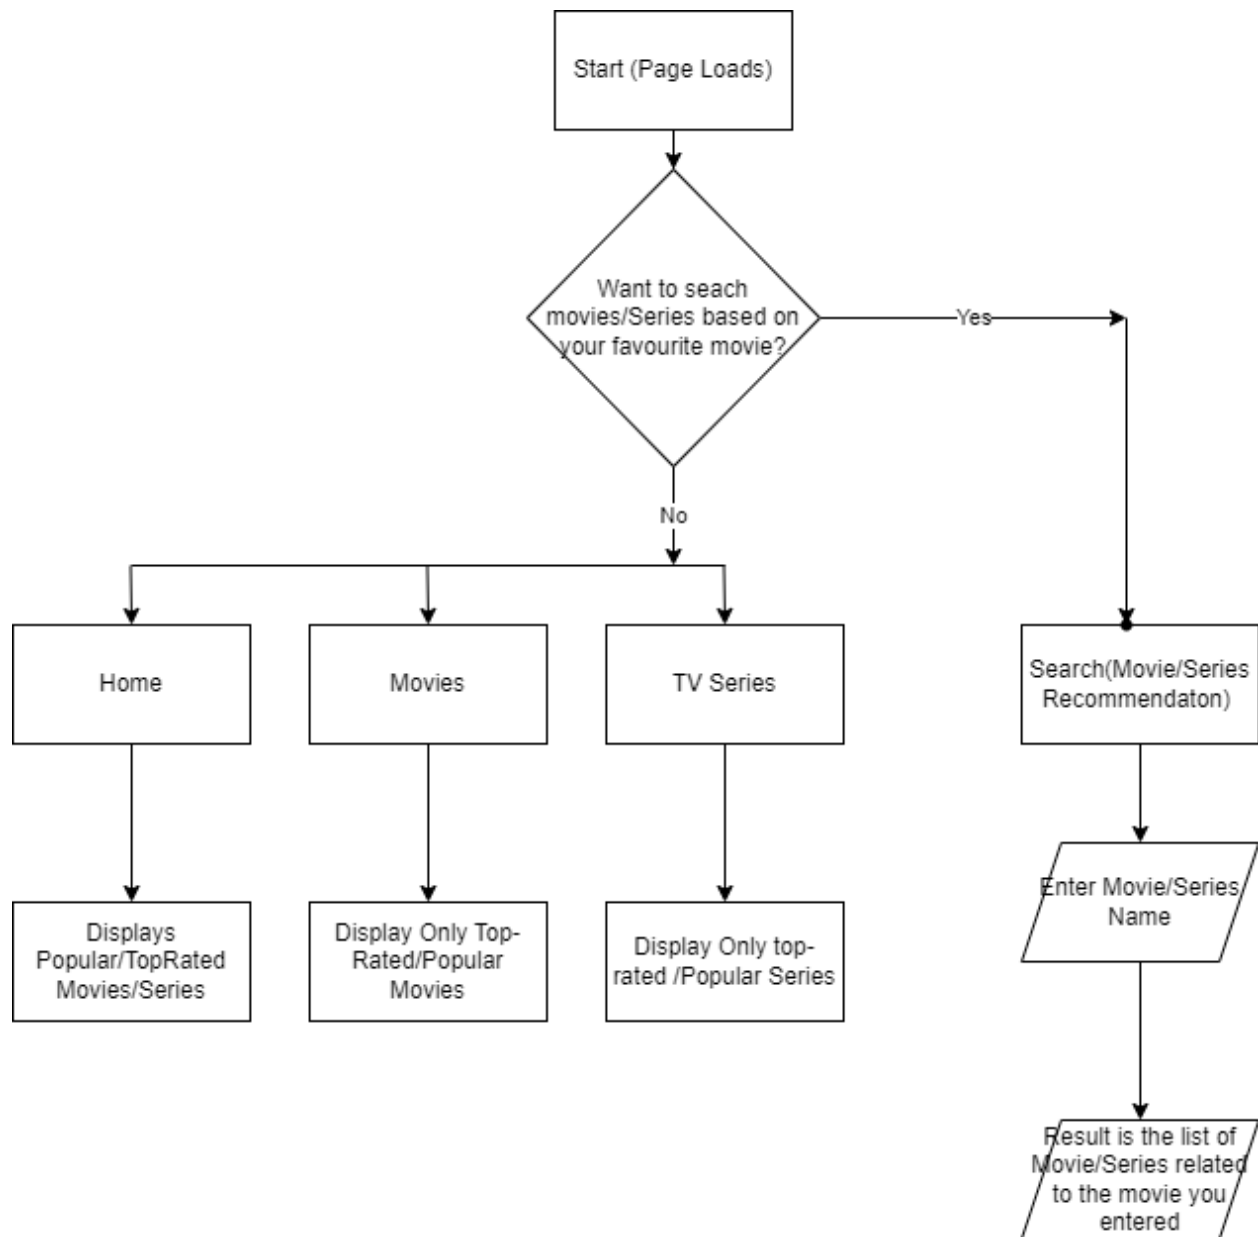 Start (Page Loads)
Want to seach
movies/Series based on
your favourite movie?
Yes
No
Home
Movies
TV Series
Search(Movie/Series
Recommendaton)
Enter Movie/Series
Name
Displays
Popular/TopRated
Movies/Series
Display Only Top-
Rated/Popular
Movies
Display Only top-
rated /Popular Series
Result is the list of
Movie/Series related
to the movie you
entered